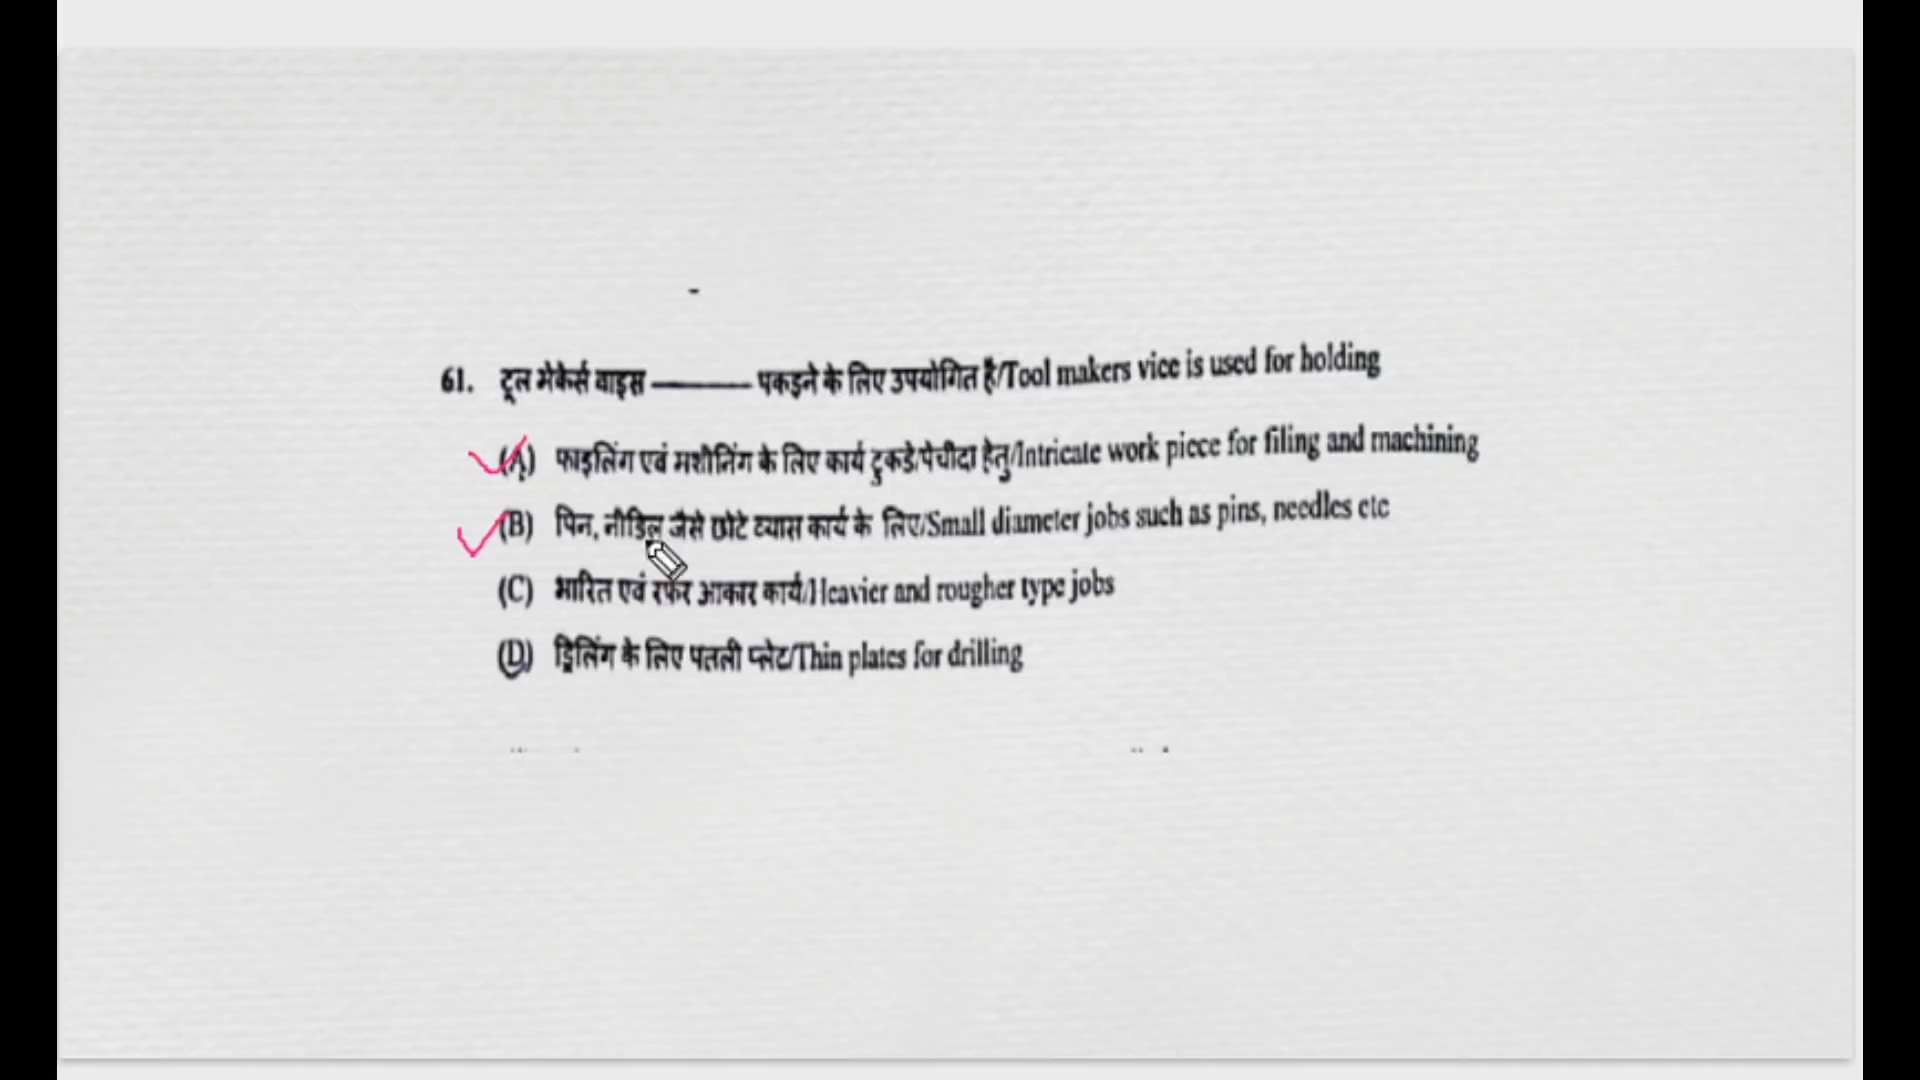 61. टूल मेकेर्स वाइस ——— पकड़ने के लिए उपयोगित है/Tool makers vice is used for holding
(A) फाइलिंग एवं मशीनिंग के लिए कार्य टुकडे/पेचीदा हेतु/Intricate work piece for filing and machining
(B) पिन, नीडिल जैसे छोटे व्यास कार्य के लिए/Small diameter jobs such as pins, needles etc
(C) भारित एवं रफर आकार कार्य/Heavier and rougher type jobs
(D) ड्रिलिंग के लिए पतली प्लेट/Thin plates for drilling